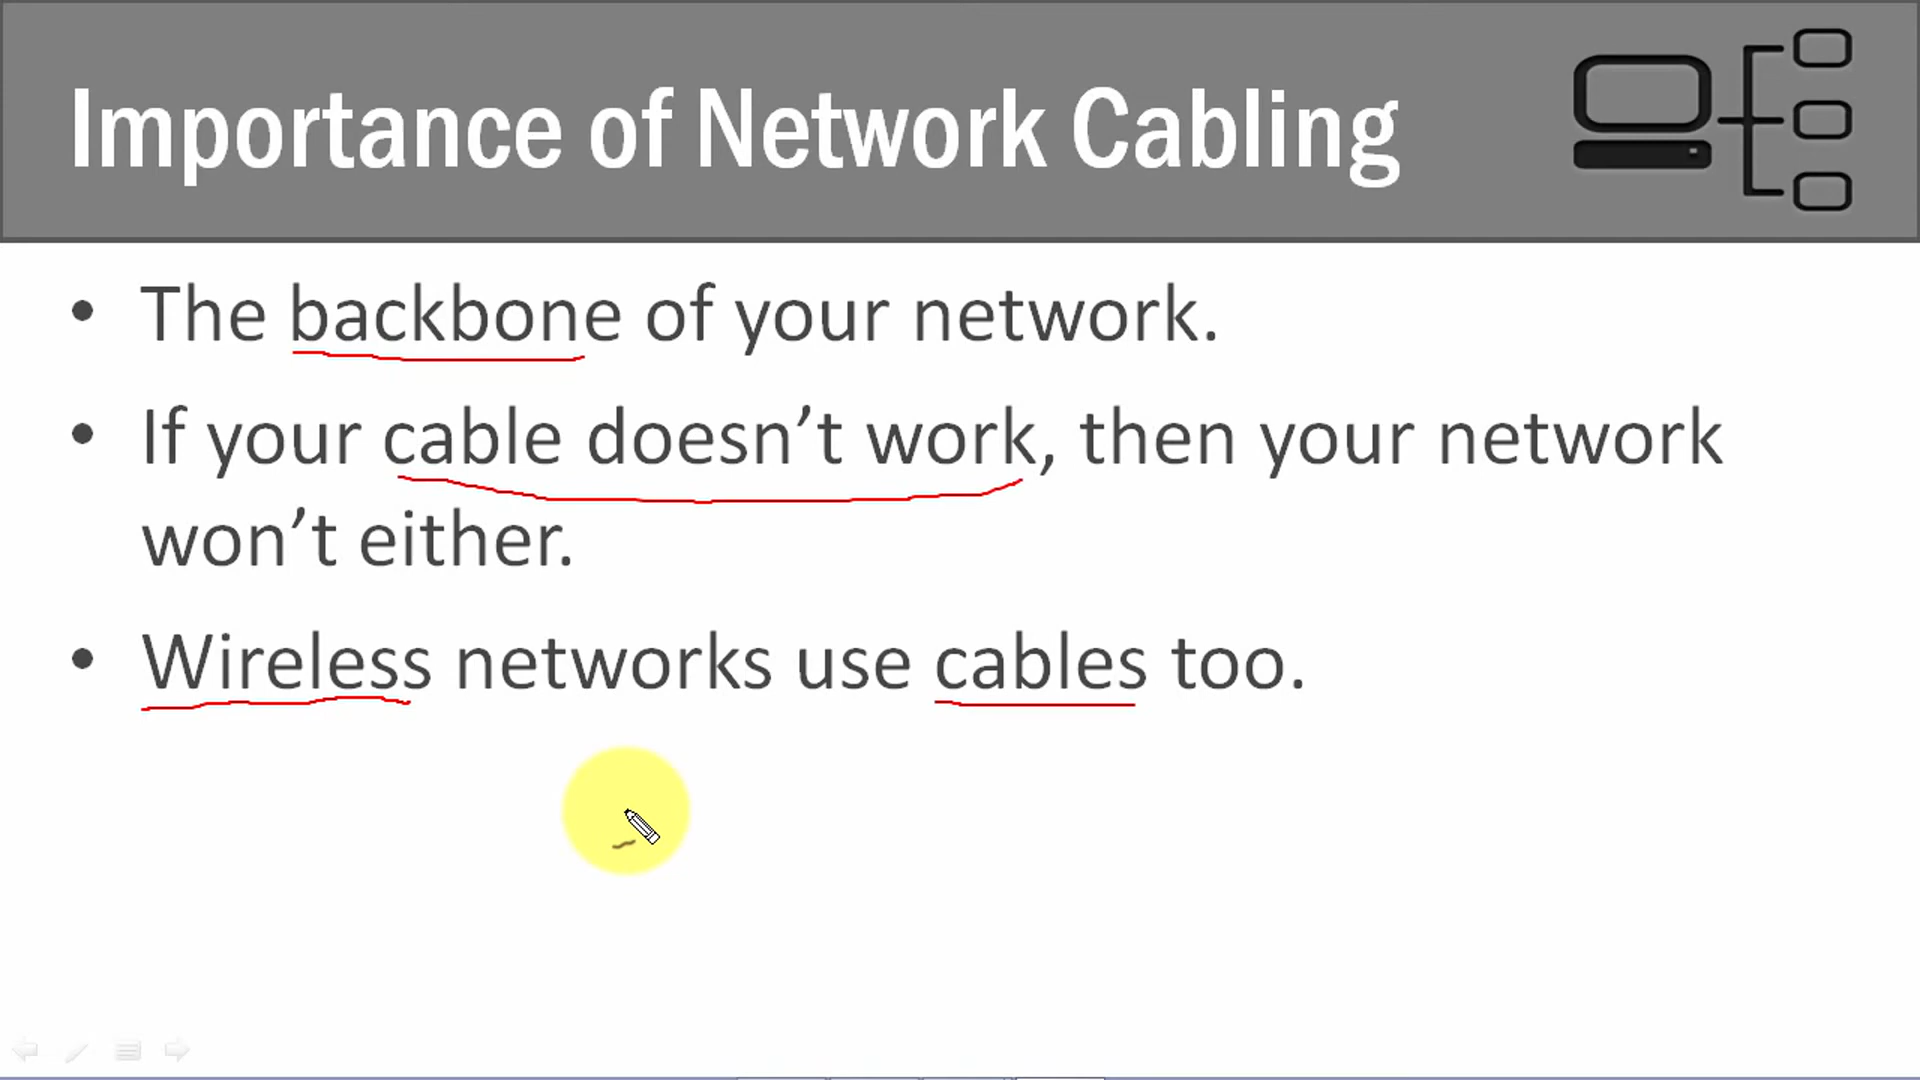 Importance of Network Cabling
• The backbone of your network.
• If your cable doesn’t work, then your network
won’t either.
• Wireless networks use cables too.